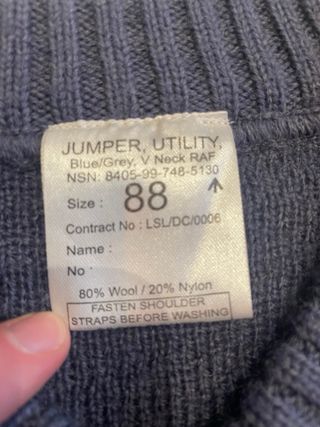 JUMPER, UTILITY,
Blue/Grey, V Neck RAF
NSN: 8405-99-748-5130
Size : 88
Contract No : LSL/DC/0006
Name :
No :
80% Wool / 20% Nylon
FASTEN SHOULDER
STRAPS BEFORE WASHING